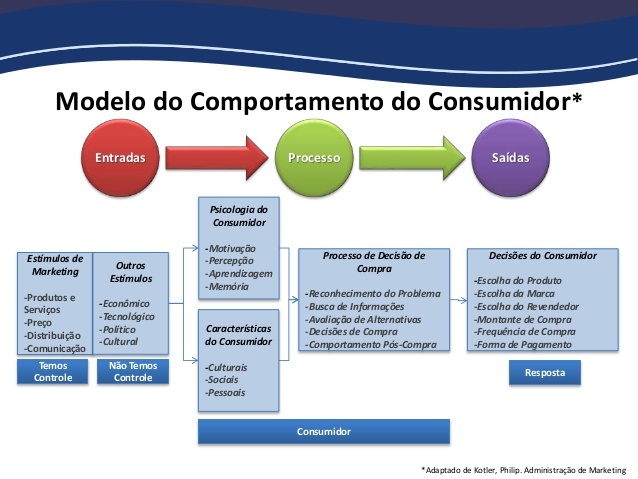 Modelo do Comportamento do Consumidor*
Entradas
Processo
Saídas
Estímulos de
Marketing
-Produtos e
Serviços
-Preço
-Distribuição
-Comunicação
Temos
Controle
Outros
Estímulos
-Econômico
-Tecnológico
-Político
-Cultural
Não Temos
Controle
Psicologia do
Consumidor
-Motivação
-Percepção
-Aprendizagem
-Memória
Características
do Consumidor
-Culturais
-Sociais
-Pessoais
Processo de Decisão de
Compra
-Reconhecimento do Problema
-Busca de Informações
-Avaliação de Alternativas
-Decisões de Compra
-Comportamento Pós-Compra
Consumidor
Decisões do Consumidor
-Escolha do Produto
-Escolha da Marca
-Escolha do Revendedor
-Montante de Compra
-Frequência de Compra
-Forma de Pagamento
Resposta
*Adaptado de Kotler, Philip. Administração de Marketing